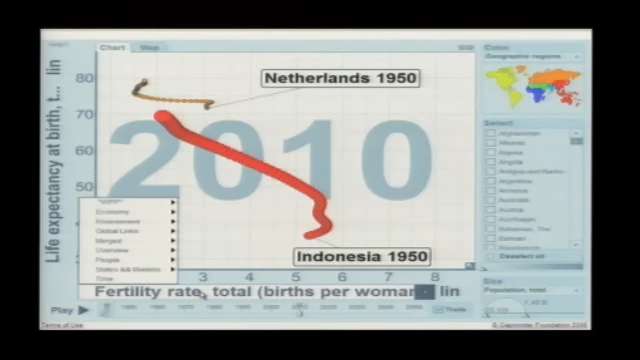 Chart Map
lin
Color
Geographic regions
80
Netherlands 1950
70
2010
Life expectancy at birth, t...
50
Select
Afghanistan
Albania
Algeria
Angola
Argentina
Armenia
Australia
Austria
Azerbaijan
Bahrain
Deselect all
Economy
Environment
Global Links
Merged
Overview
People
States & Markets
Time
Indonesia 1950
3 4 5 6 7 8
Fertility rate, total (births per woman lin
Size
Population, total
Play
Trails
Terms of Use
© Gapminder Foundation